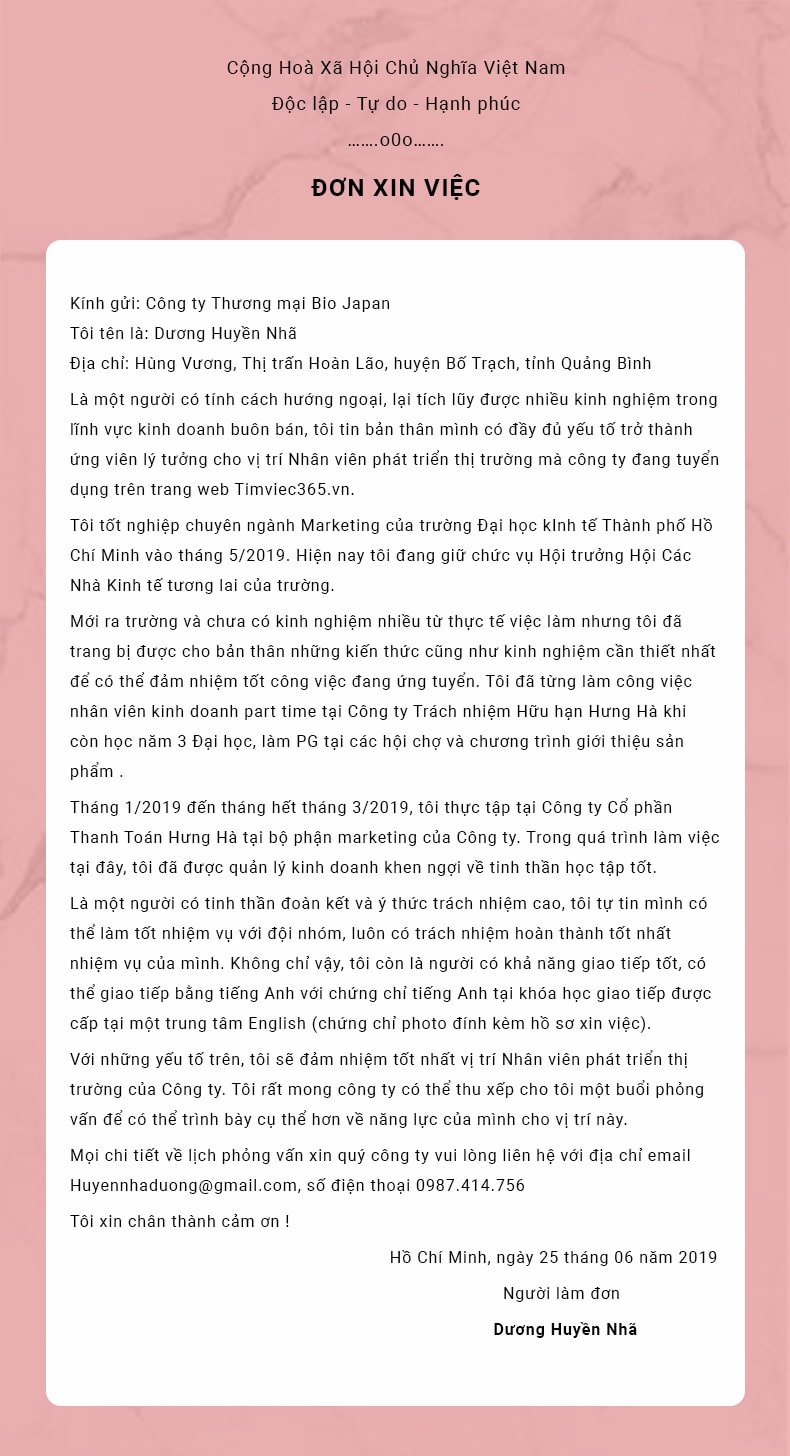 Cộng Hoà Xã Hội Chủ Nghĩa Việt Nam
Độc lập - Tự do - Hạnh phúc
…….o0o…….
ĐƠN XIN VIỆC
Kính gửi: Công ty Thương mại Bio Japan
Tôi tên là: Dương Huyền Nhã
Địa chỉ: Hùng Vương, Thị trấn Hoàn Lão, huyện Bố Trạch, tỉnh Quảng Bình
Là một người có tính cách hướng ngoại, lại tích lũy được nhiều kinh nghiệm trong
lĩnh vực kinh doanh buôn bán, tôi tin bản thân mình có đầy đủ yếu tố trở thành
ứng viên lý tưởng cho vị trí Nhân viên phát triển thị trường mà công ty đang tuyển
dụng trên trang web Timviec365.vn.
Tôi tốt nghiệp chuyên ngành Marketing của trường Đại học kInh tế Thành phố Hồ
Chí Minh vào tháng 5/2019. Hiện nay tôi đang giữ chức vụ Hội trưởng Hội Các
Nhà Kinh tế tương lai của trường.
Mới ra trường và chưa có kinh nghiệm nhiều từ thực tế việc làm nhưng tôi đã
trang bị được cho bản thân những kiến thức cũng như kinh nghiệm cần thiết nhất
để có thể đảm nhiệm tốt công việc đang ứng tuyển. Tôi đã từng làm công việc
nhân viên kinh doanh part time tại Công ty Trách nhiệm Hữu hạn Hưng Hà khi
còn học năm 3 Đại học, làm PG tại các hội chợ và chương trình giới thiệu sản
phẩm .
Tháng 1/2019 đến tháng hết tháng 3/2019, tôi thực tập tại Công ty Cổ phần
Thanh Toán Hưng Hà tại bộ phận marketing của Công ty. Trong quá trình làm việc
tại đây, tôi đã được quản lý kinh doanh khen ngợi về tinh thần học tập tốt.
Là một người có tinh thần đoàn kết và ý thức trách nhiệm cao, tôi tự tin mình có
thể làm tốt nhiệm vụ với đội nhóm, luôn có trách nhiệm hoàn thành tốt nhất
nhiệm vụ của mình. Không chỉ vậy, tôi còn là người có khả năng giao tiếp tốt, có
thể giao tiếp bằng tiếng Anh với chứng chỉ tiếng Anh tại khóa học giao tiếp được
cấp tại một trung tâm English (chứng chỉ photo đính kèm hồ sơ xin việc).
Với những yếu tố trên, tôi sẽ đảm nhiệm tốt nhất vị trí Nhân viên phát triển thị
trường của Công ty. Tôi rất mong công ty có thể thu xếp cho tôi một buổi phỏng
vấn để có thể trình bày cụ thể hơn về năng lực của mình cho vị trí này.
Mọi chi tiết về lịch phỏng vấn xin quý công ty vui lòng liên hệ với địa chỉ email
Huyennhaduong@gmail.com, số điện thoại 0987.414.756
Tôi xin chân thành cảm ơn !
Hồ Chí Minh, ngày 25 tháng 06 năm 2019
Người làm đơn
Dương Huyền Nhã